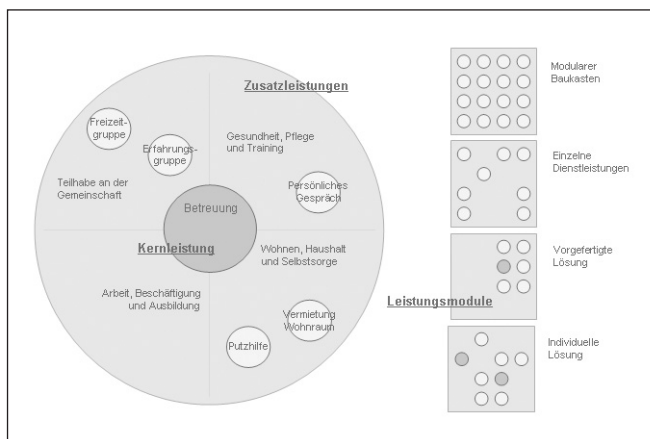 Zusatzleistungen
Freizeit-
gruppe
Erfahrungs-
gruppe
Gesundheit, Pflege
und Training
Teilhabe an der
Gemeinschaft
Persönliches
Gespräch
Betreuung
Kernleistung
Wohnen, Haushalt
und Selbstsorge
Arbeit, Beschäftigung
und Ausbildung
Vermietung
Wohnraum
Putzhilfe
Leistungsmodule
Modularer
Baukasten
Einzelne
Dienstleistungen
Vorgefertigte
Lösung
Individuelle
Lösung